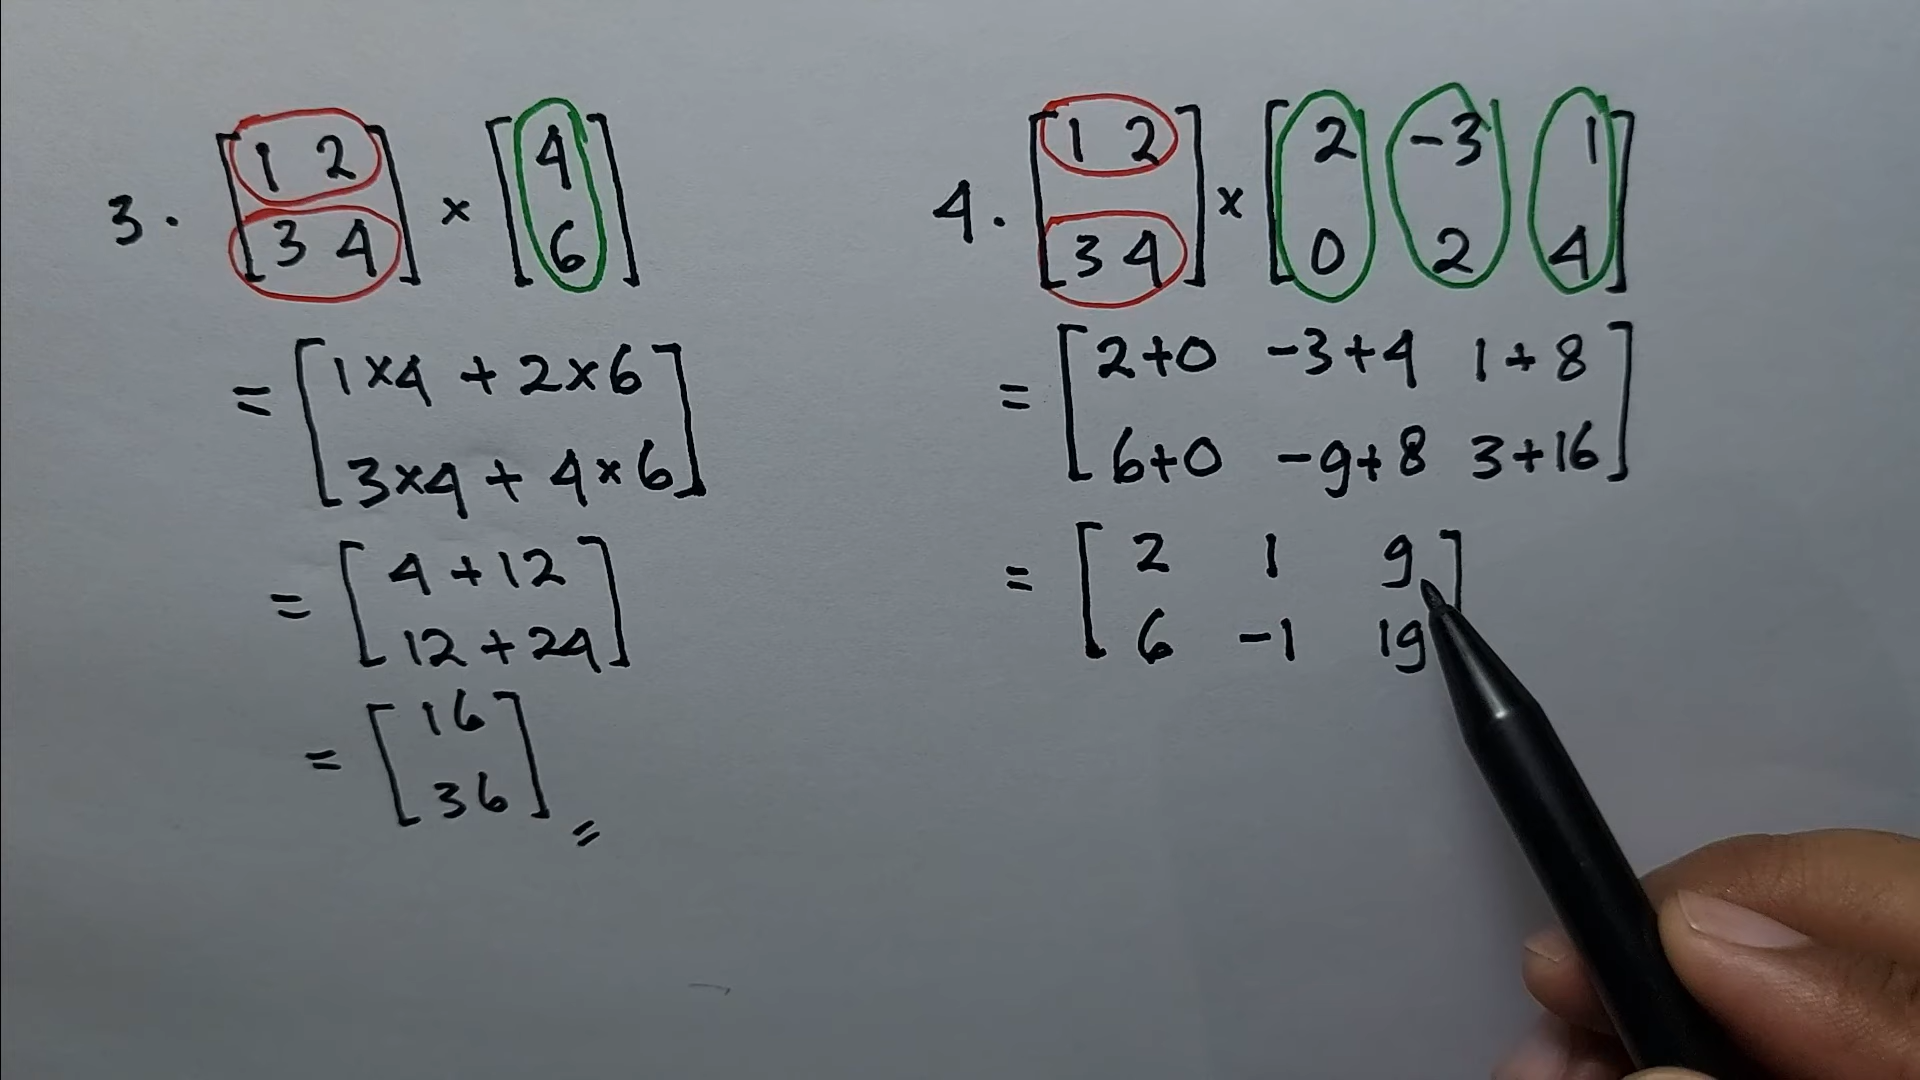 3. [1 2] × [4]
[3 4] [6]
= [1×4 + 2×6]
[3×4 + 4×6]
= [4+12]
[12+24]
= [16]
[36] =
4. [1 2] × [2 -3 1]
[3 4] [0 2 4]
= [2+0 -3+4 1+8]
[6+0 -9+8 3+16]
= [2 1 9]
[6 -1 19